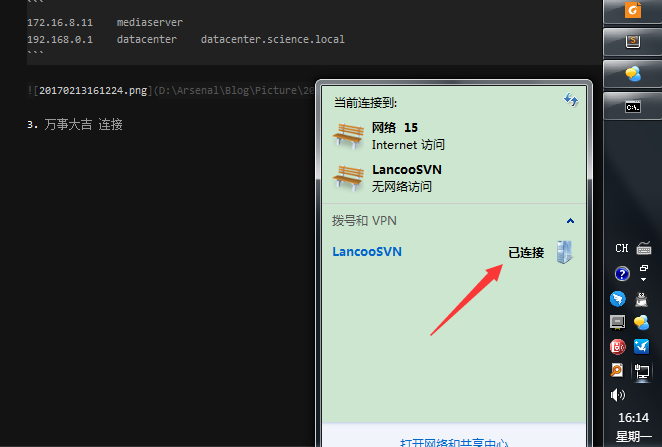 ```
172.16.8.11 mediaserver
192.168.0.1 datacenter datacenter.science.local
```
![20170213161224.png](D:\Arsenal\Blog\Picture\20
3. 万事大吉 连接
当前连接到:
网络 15
Internet 访问
LancooSVN
无网络访问
拨号和 VPN
LancooSVN 已连接
打开网络和共享中心
CH
16:14
星期一